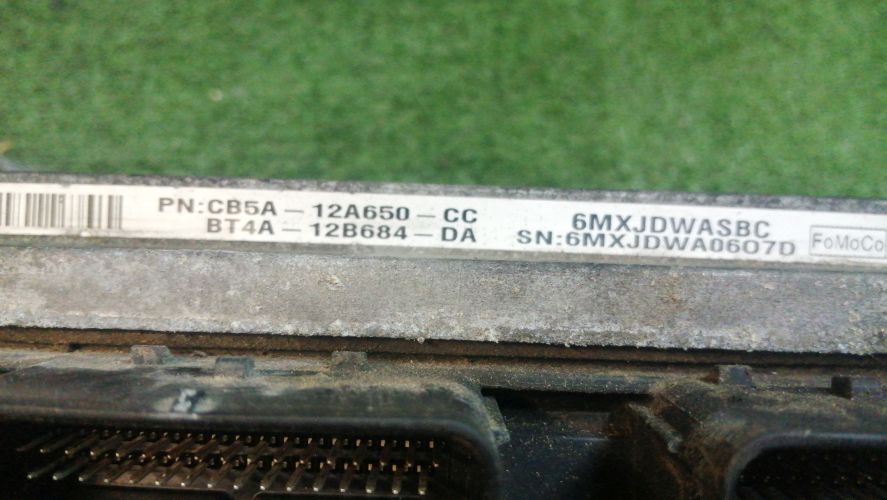 PN:CB5A-12A650-CC
BT4A-12B684-DA
6MXJDWASBC
SN:6MXJDWA0607D
FoMoCo